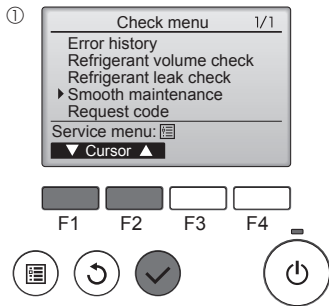 ①
Check menu 1/1
Error history
Refrigerant volume check
Refrigerant leak check
Smooth maintenance
Request code
Service menu:
▼ Cursor ▲
F1 F2 F3 F4